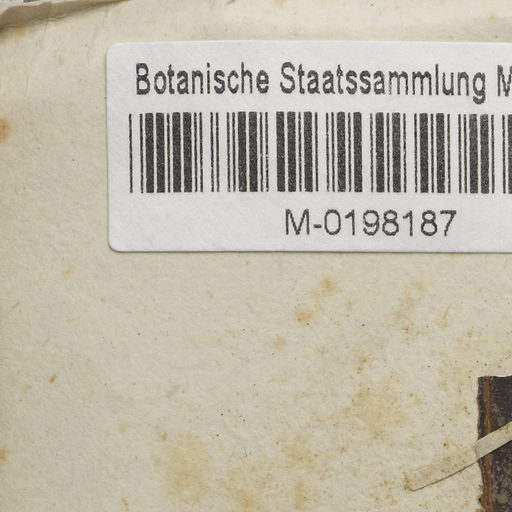 Botanische Staatssammlung M
M-0198187